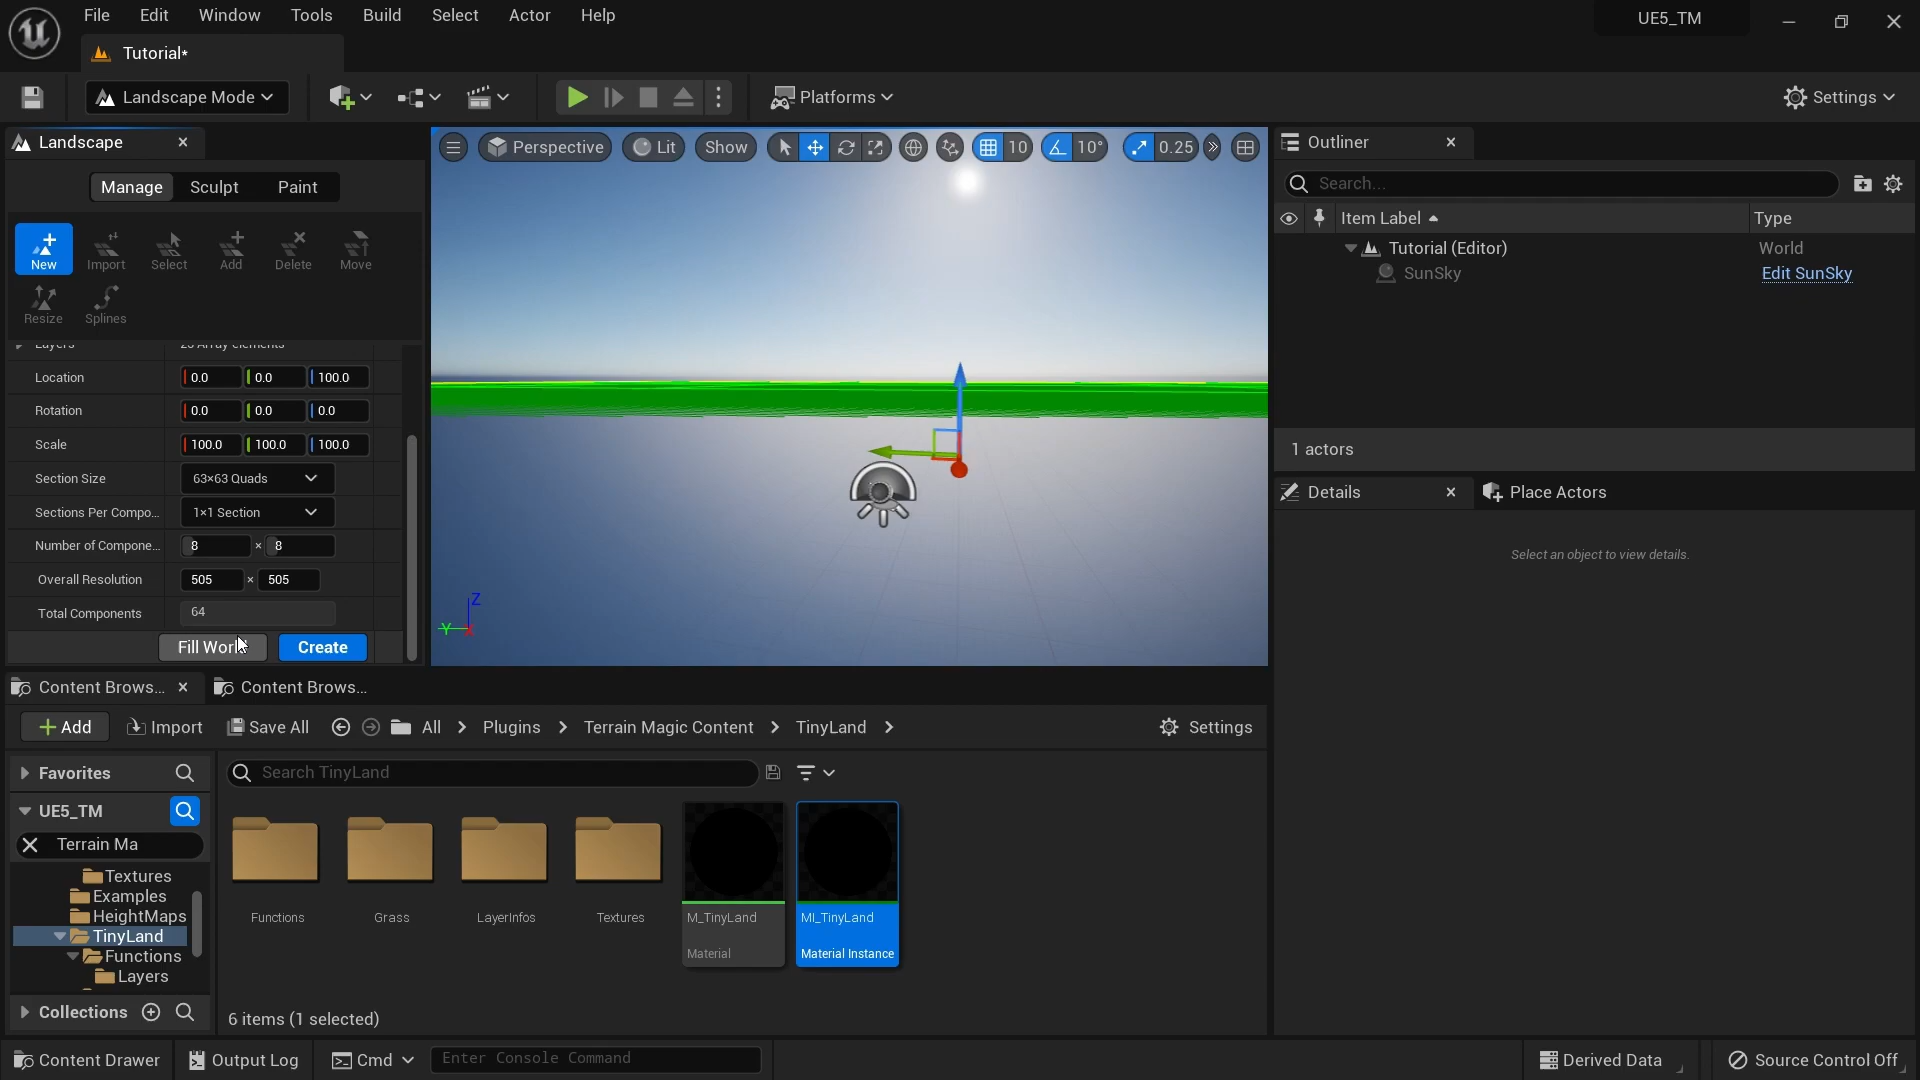 File Edit Window Tools Build Select Actor Help
UE5_TM
Tutorial*
Landscape Mode
Platforms
Settings
Landscape
Manage Sculpt Paint
New Import Select Add Delete Move
Resize Splines
Layers
Location 0.0 0.0 100.0
Rotation 0.0 0.0 0.0
Scale 100.0 100.0 100.0
Section Size 63×63 Quads
Sections Per Compo... 1×1 Section
Number of Compone... 8 × 8
Overall Resolution 505 × 505
Total Components 64
Fill Worl Create
Perspective Lit Show 10 10° 0.25
Z
Y X
Outliner
Search...
Item Label Type
Tutorial (Editor) World
SunSky Edit SunSky
1 actors
Details Place Actors
Select an object to view details.
Content Brows... Content Brows...
Add Import Save All All Plugins Terrain Magic Content TinyLand Settings
Favorites
Search TinyLand
UE5_TM
Terrain Ma
Textures
Examples
HeightMaps
TinyLand
Functions
Layers
Collections
Functions Grass LayerInfos Textures
M_TinyLand
Material
MI_TinyLand
Material Instance
6 items (1 selected)
Content Drawer Output Log Cmd Enter Console Command Derived Data Source Control Off